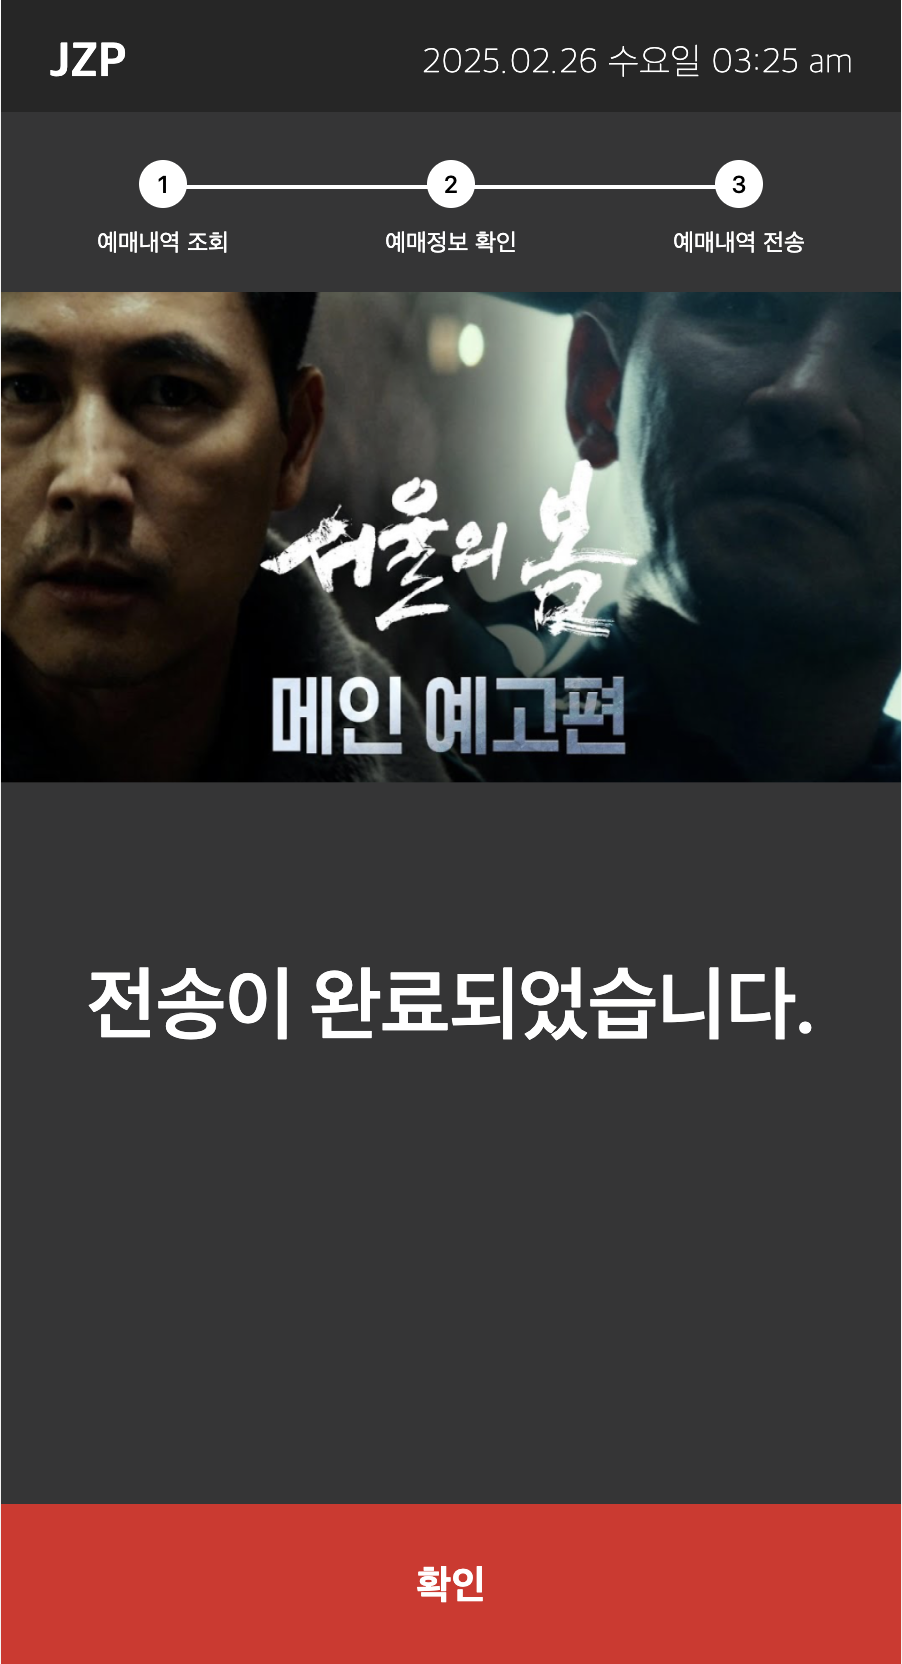 JZP
2025.02.26 수요일 03:25 am
1
2
3
예매내역 조회
예매정보 확인
예매내역 전송
서울의 봄
메인 예고편
전송이 완료되었습니다.
확인